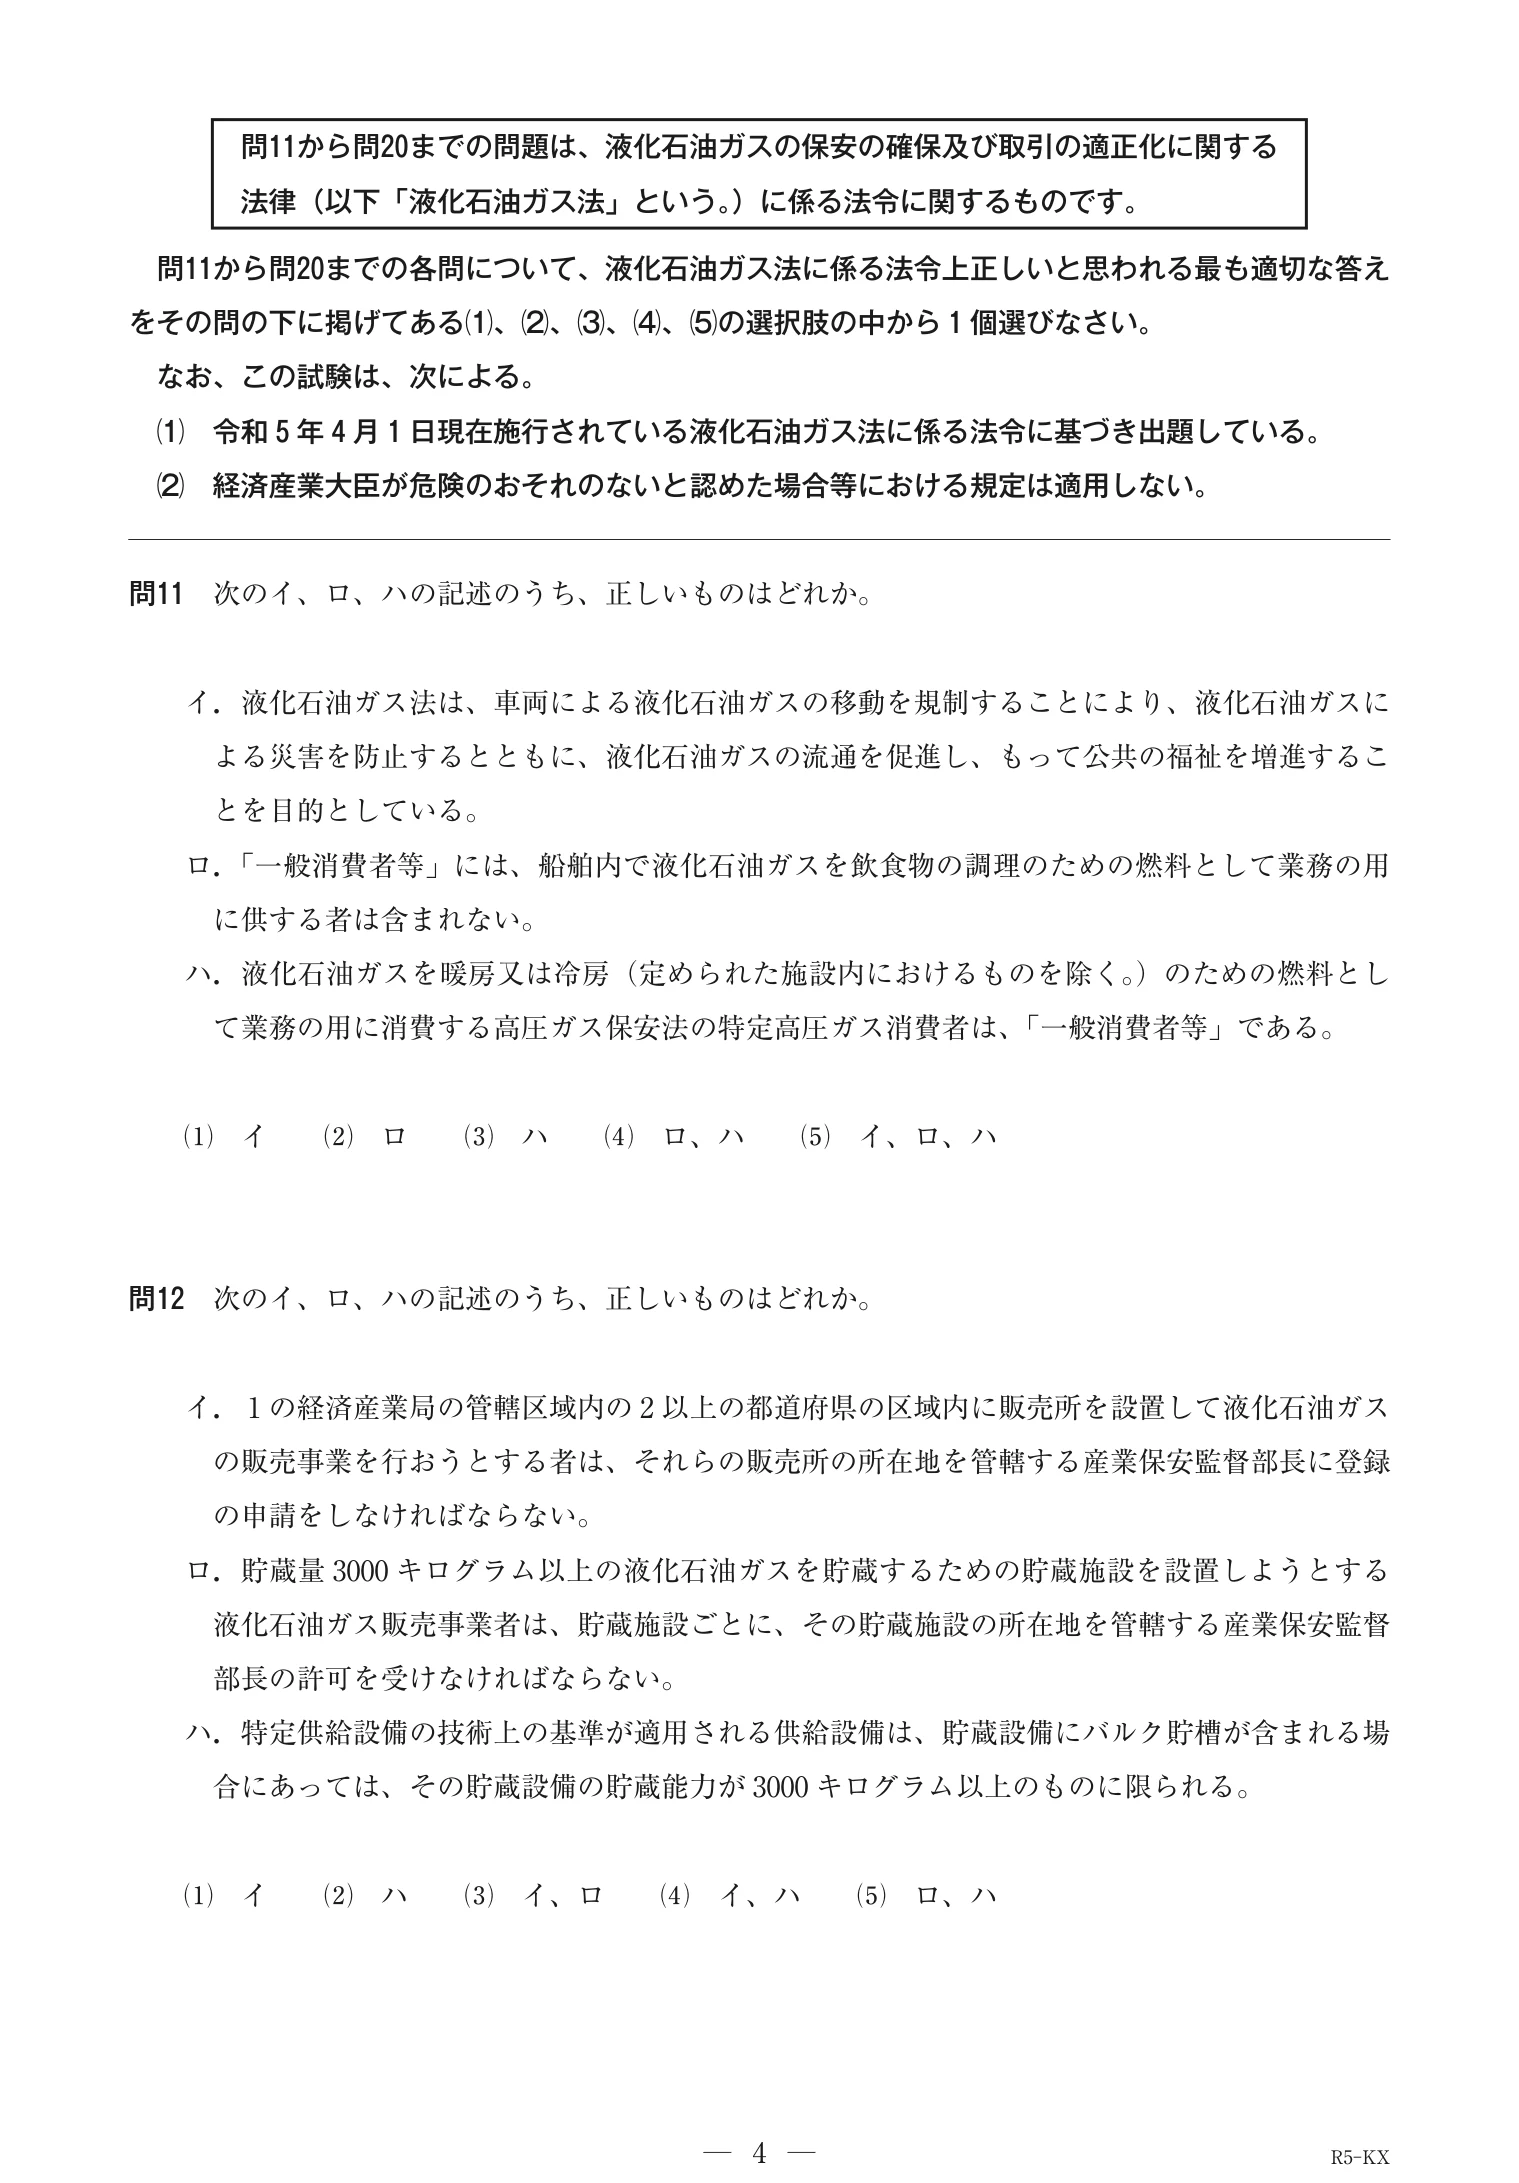 問11から問20までの問題は、液化石油ガスの保安の確保及び取引の適正化に関する
法律（以下「液化石油ガス法」という。）に係る法令に関するものです。
問11から問20までの各問について、液化石油ガス法に係る法令上正しいと思われる最も適切な答え
をその問の下に掲げてある⑴、⑵、⑶、⑷、⑸の選択肢の中から１個選びなさい。
なお、この試験は、次による。
⑴　令和５年４月１日現在施行されている液化石油ガス法に係る法令に基づき出題している。
⑵　経済産業大臣が危険のおそれのないと認めた場合等における規定は適用しない。
問11　次のイ、ロ、ハの記述のうち、正しいものはどれか。
イ．液化石油ガス法は、車両による液化石油ガスの移動を規制することにより、液化石油ガスに
よる災害を防止するとともに、液化石油ガスの流通を促進し、もって公共の福祉を増進するこ
とを目的としている。
ロ．「一般消費者等」には、船舶内で液化石油ガスを飲食物の調理のための燃料として業務の用
に供する者は含まれない。
ハ．液化石油ガスを暖房又は冷房（定められた施設内におけるものを除く。）のための燃料とし
て業務の用に消費する高圧ガス保安法の特定高圧ガス消費者は、「一般消費者等」である。
⑴　イ　　⑵　ロ　　⑶　ハ　　⑷　ロ、ハ　　⑸　イ、ロ、ハ
問12　次のイ、ロ、ハの記述のうち、正しいものはどれか。
イ．１の経済産業局の管轄区域内の２以上の都道府県の区域内に販売所を設置して液化石油ガス
の販売事業を行おうとする者は、それらの販売所の所在地を管轄する産業保安監督部長に登録
の申請をしなければならない。
ロ．貯蔵量 3000 キログラム以上の液化石油ガスを貯蔵するための貯蔵施設を設置しようとする
液化石油ガス販売事業者は、貯蔵施設ごとに、その貯蔵施設の所在地を管轄する産業保安監督
部長の許可を受けなければならない。
ハ．特定供給設備の技術上の基準が適用される供給設備は、貯蔵設備にバルク貯槽が含まれる場
合にあっては、その貯蔵設備の貯蔵能力が 3000 キログラム以上のものに限られる。
⑴　イ　　⑵　ハ　　⑶　イ、ロ　　⑷　イ、ハ　　⑸　ロ、ハ
― 4 ―
R5-KX